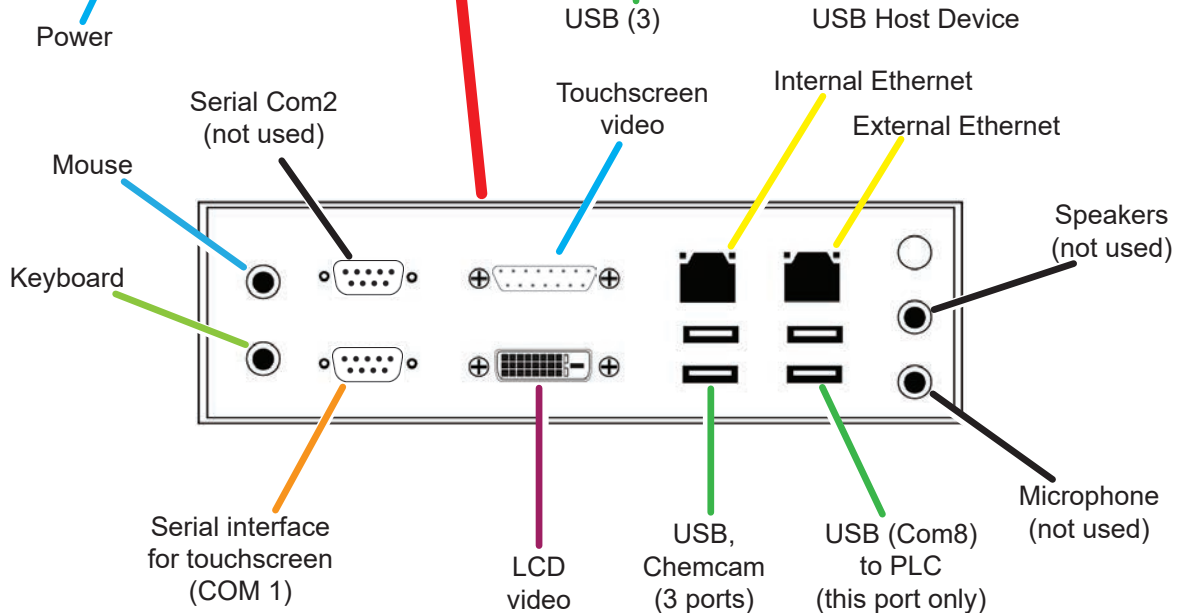 USB (3)
USB Host Device
Power
Internal Ethernet
Touchscreen
video
Serial Com2
(not used)
External Ethernet
Mouse
Speakers
(not used)
Keyboard
Microphone
(not used)
Serial interface
for touchscreen
(COM 1)
LCD
video
USB,
Chemcam
(3 ports)
USB (Com8)
to PLC
(this port only)